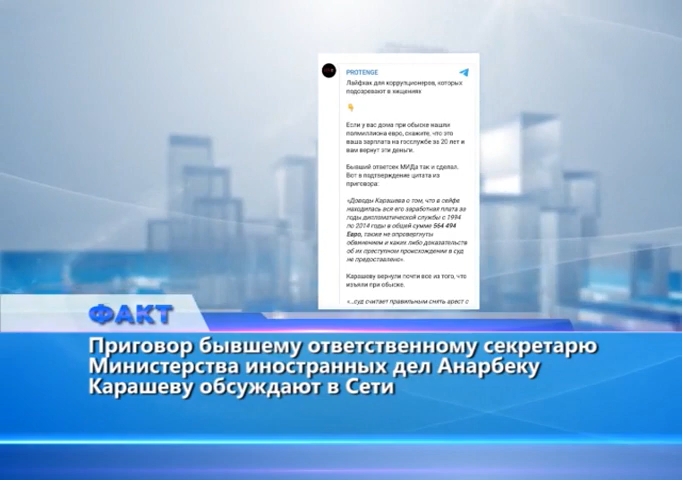 PROTENGE
Лайфхак для коррупционеров, которых
подозревают в хищениях
Если у вас дома при обыске нашли
полмиллиона евро, скажите, что это
ваша зарплата на госслужбе за 20 лет и
вам вернут эти деньги.
Бывший ответсек МИДа так и сделал.
Вот в подтверждение цитата из
приговора:
«Доводы Карашева о том, что в сейфе
находилась вся его заработная плата за
годы дипломатической службы с 1994
по 2014 годы в общей сумме 564 494
Евро, также не опровергнуты
обвинением и каких либо доказательств
об их преступном происхождении в суд
не предоставлено».
Карашеву вернули почти все из того, что
изъяли при обыске.
«...суд считает правильным снять арест с
ФАКТ
Приговор бывшему ответственному секретарю
Министерства иностранных дел Анарбеку
Карашеву обсуждают в Сети